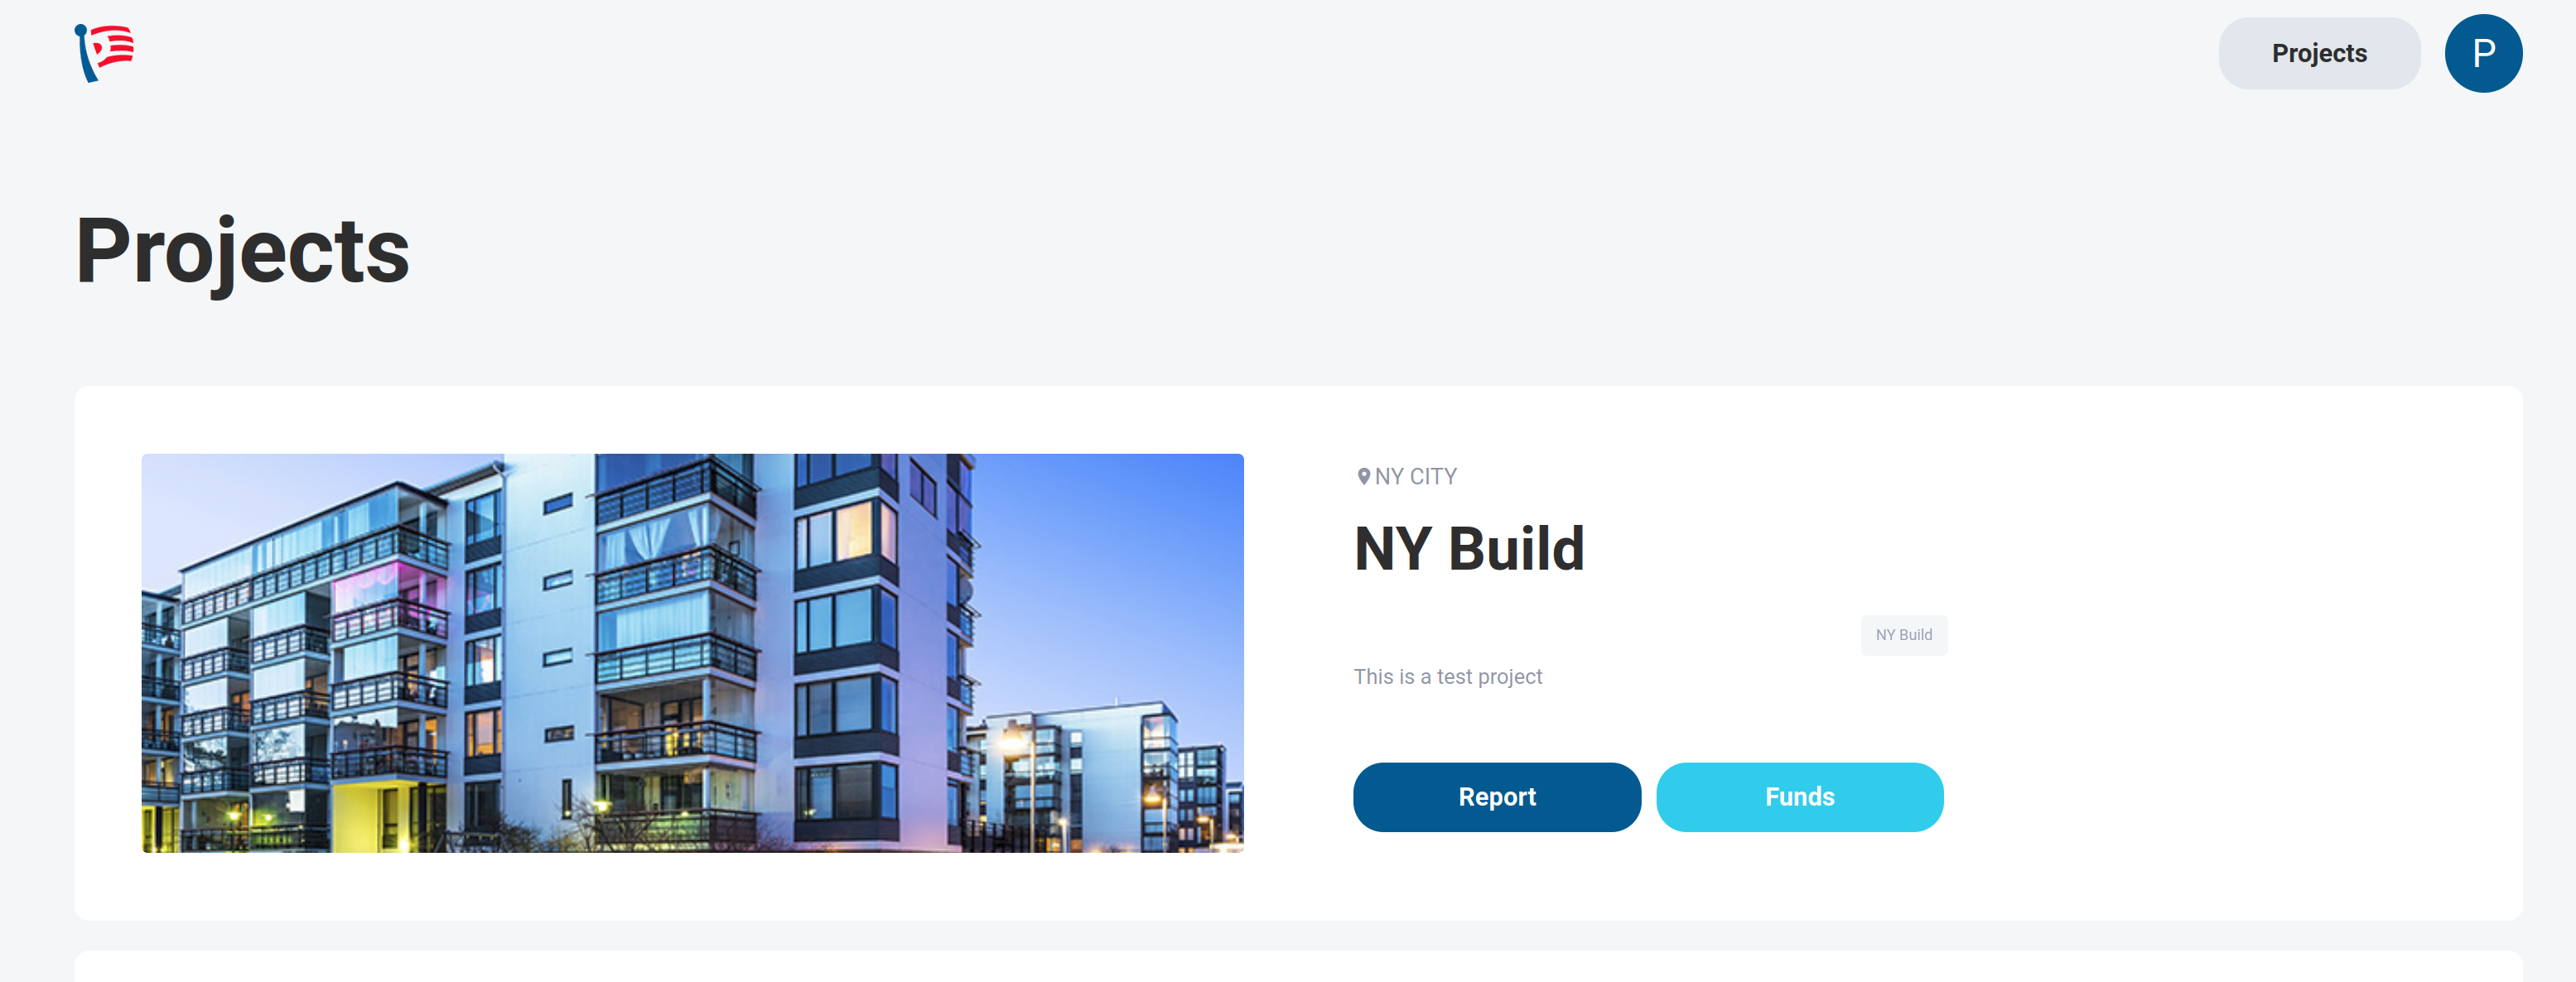 Projects
P
Projects
NY CITY
NY Build
NY Build
This is a test project
Report
Funds